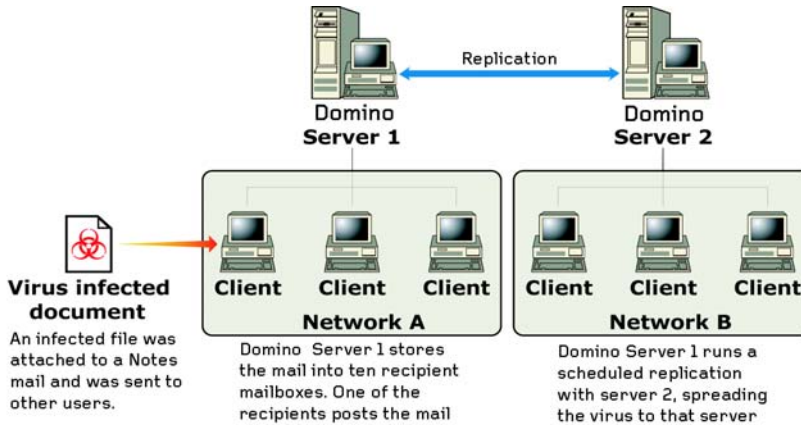 Replication
Domino
Server 1
Domino
Server 2
Client
Client
Client
Network A
Client
Client
Client
Network B
Virus infected
document
An infected file was
attached to a Notes
mail and was sent to
other users.
Domino Server 1 stores
the mail into ten recipient
mailboxes. One of the
recipients posts the mail
Domino Server 1 runs a
scheduled replication
with server 2, spreading
the virus to that server